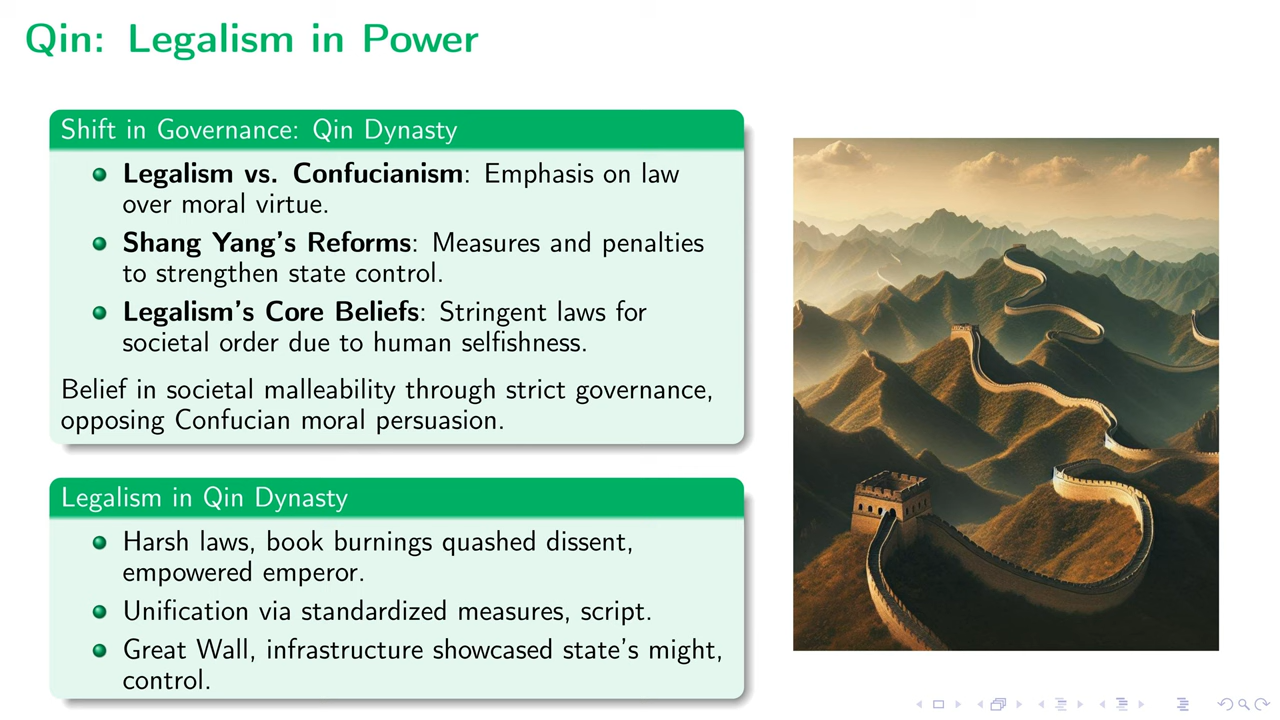 Qin: Legalism in Power
Shift in Governance: Qin Dynasty
Legalism vs. Confucianism: Emphasis on law
over moral virtue.
Shang Yang's Reforms: Measures and penalties
to strengthen state control.
Legalism's Core Beliefs: Stringent laws for
societal order due to human selfishness.
Belief in societal malleability through strict governance,
opposing Confucian moral persuasion.
Legalism in Qin Dynasty
Harsh laws, book burnings quashed dissent,
empowered emperor.
Unification via standardized measures, script.
Great Wall, infrastructure showcased state's might,
control.